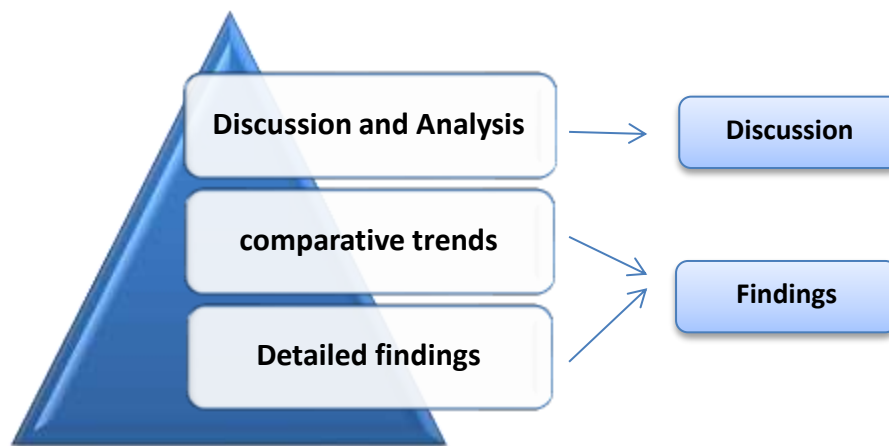 Discussion and Analysis
Discussion
comparative trends
Findings
Detailed findings